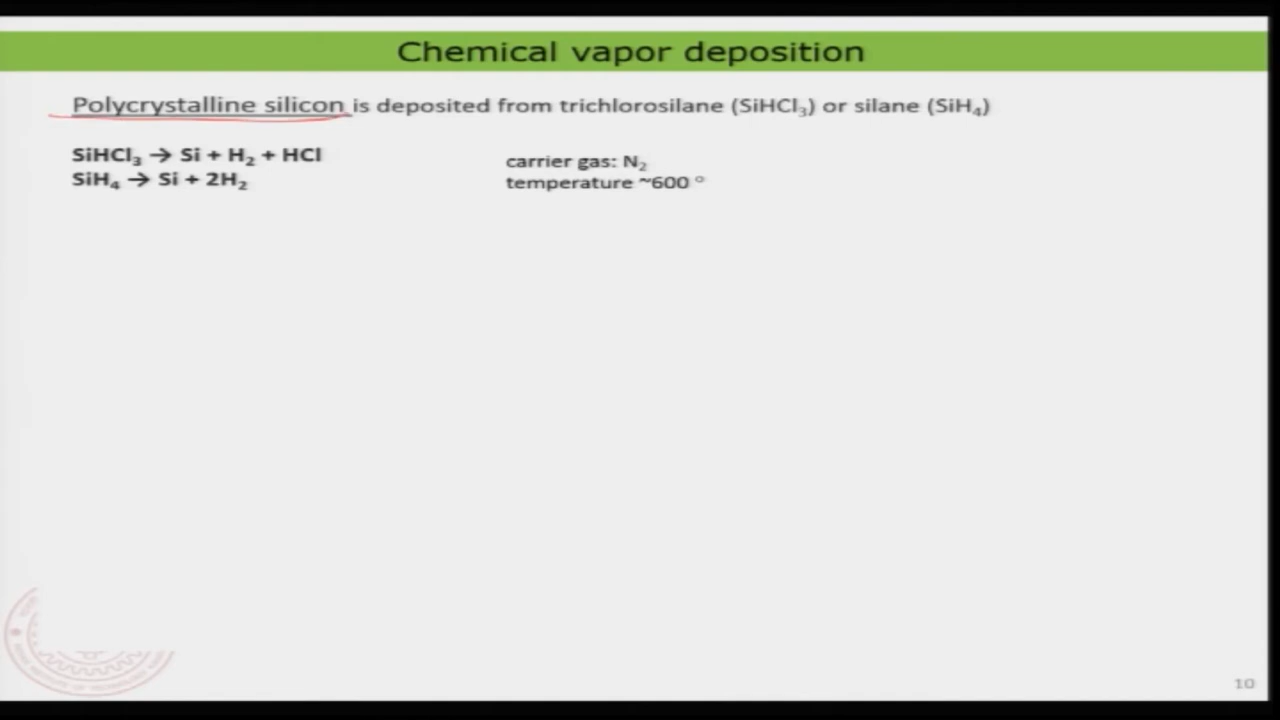 Chemical vapor deposition
Polycrystalline silicon is deposited from trichlorosilane (SiHCl₃) or silane (SiH₄)
SiHCl₃ → Si + H₂ + HCl
SiH₄ → Si + 2H₂
carrier gas: N₂
temperature ~600 °
10